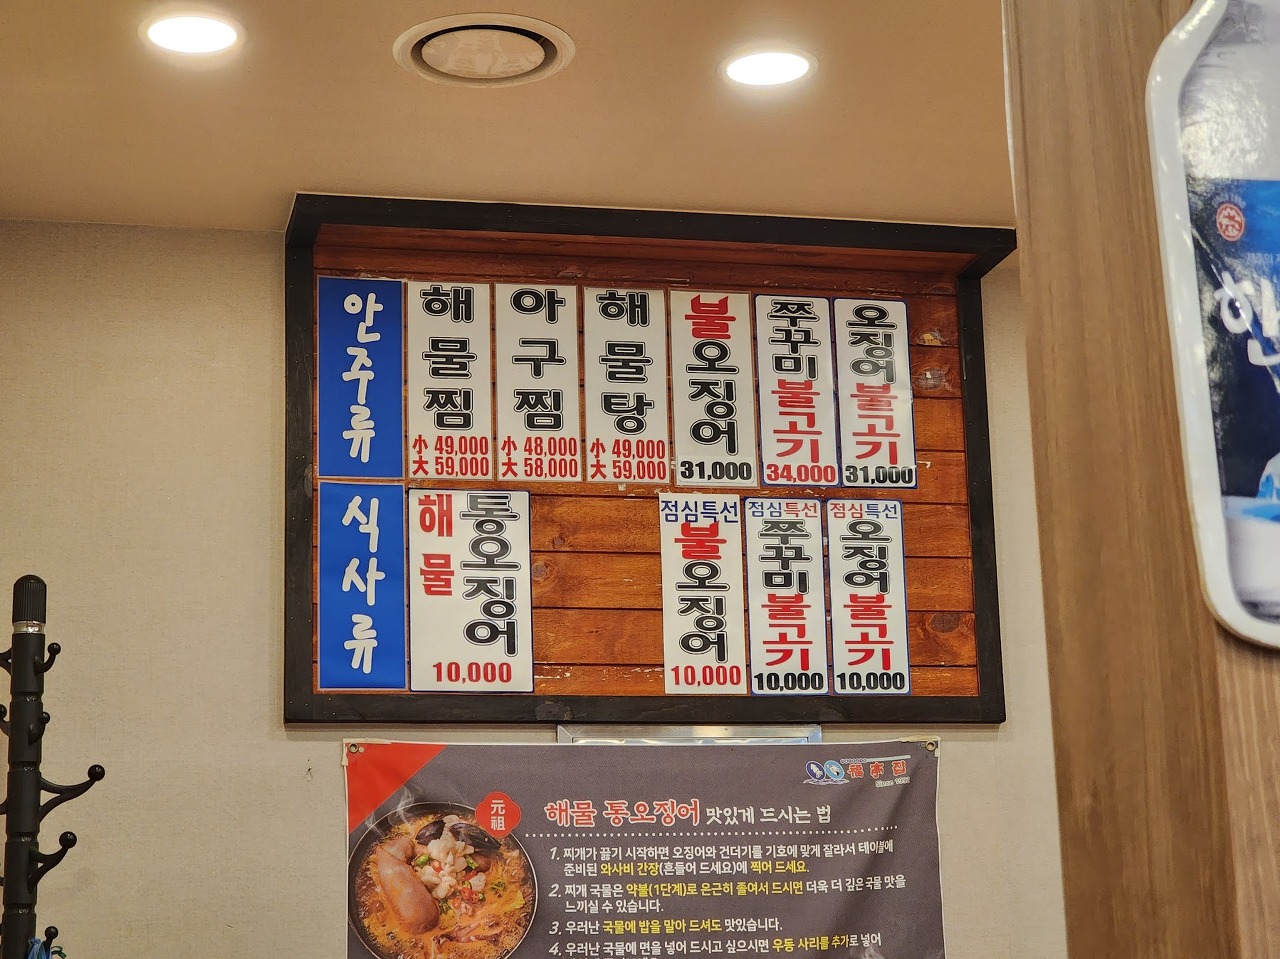 안주류
해물찜
小 49,000
大 59,000
아구찜
小 48,000
大 58,000
해물탕
小 49,000
大 59,000
불오징어
31,000
쭈꾸미불고기
34,000
오징어불고기
31,000
식사류
해물
통오징어
10,000
점심특선
불오징어
10,000
점심특선
쭈꾸미불고기
10,000
점심특선
오징어불고기
10,000
Since 1992
元祖
해물 통오징어 맛있게 드시는 법
1. 찌개가 끓기 시작하면 오징어와 건더기를 기호에 맞게 잘라서 테이블에
준비된 와사비 간장(흔들어 드세요)에 찍어 드세요.
2. 찌개 국물은 약불(1단계)로 은근히 졸여서 드시면 더욱 더 깊은 국물 맛을
느끼실 수 있습니다.
3. 우러난 국물에 밥을 말아 드셔도 맛있습니다.
4. 우러난 국물에 면을 넣어 드시고 싶으시면 우동 사리를 추가로 넣어